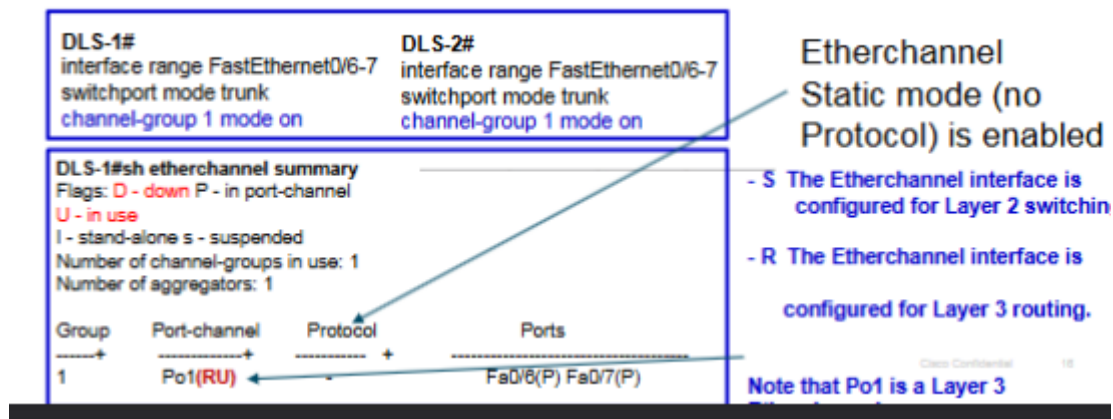 DLS-1#
interface range FastEthernet0/6-7
switchport mode trunk
channel-group 1 mode on
DLS-2#
interface range FastEthernet0/6-7
switchport mode trunk
channel-group 1 mode on
Etherchannel
Static mode (no
Protocol) is enabled
DLS-1#sh etherchannel summary
Flags: D - down P - in port-channel
U - in use
I - stand-alone s - suspended
Number of channel-groups in use: 1
Number of aggregators: 1
Group Port-channel Protocol Ports
------+ -------------+ ----------- + --------------------------------------
1 Po1(RU) - Fa0/6(P) Fa0/7(P)
- S The Etherchannel interface is
configured for Layer 2 switching
- R The Etherchannel interface is
configured for Layer 3 routing.
Cisco Confidential 16
Note that Po1 is a Layer 3